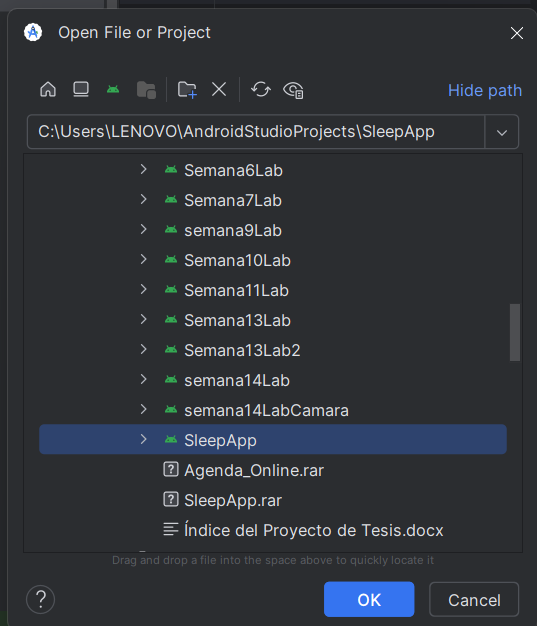 Open File or Project
Hide path
C:\Users\LENOVO\AndroidStudioProjects\SleepApp
Semana6Lab
Semana7Lab
semana9Lab
Semana10Lab
Semana11Lab
Semana13Lab
Semana13Lab2
semana14Lab
semana14LabCamara
SleepApp
Agenda_Online.rar
SleepApp.rar
Índice del Proyecto de Tesis.docx
Drag and drop a file into the space above to quickly locate it
?
OK
Cancel